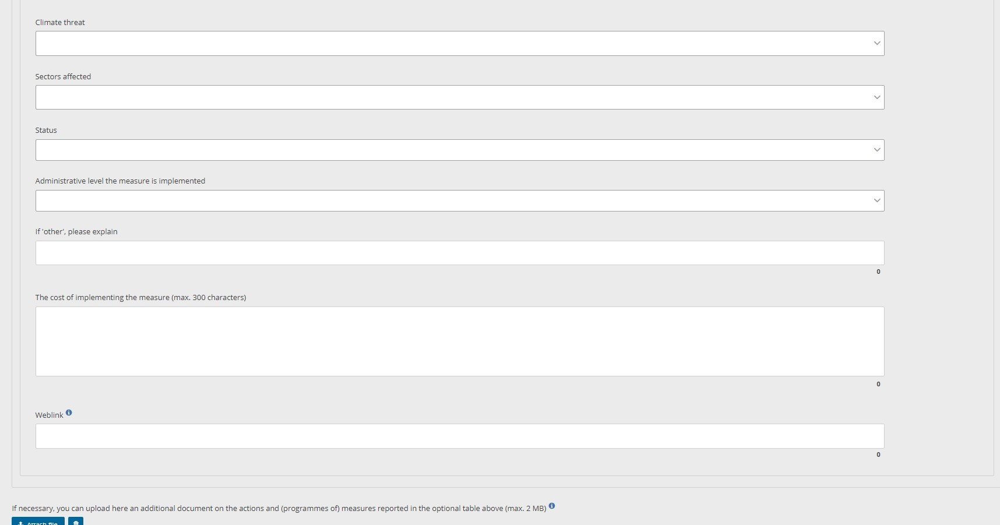 Climate threat
Sectors affected
Status
Administrative level the measure is implemented
If 'other', please explain
0
The cost of implementing the measure (max. 300 characters)
0
Weblink
0
If necessary, you can upload here an additional document on the actions and (programmes of) measures reported in the optional table above (max. 2 MB)
Attach file